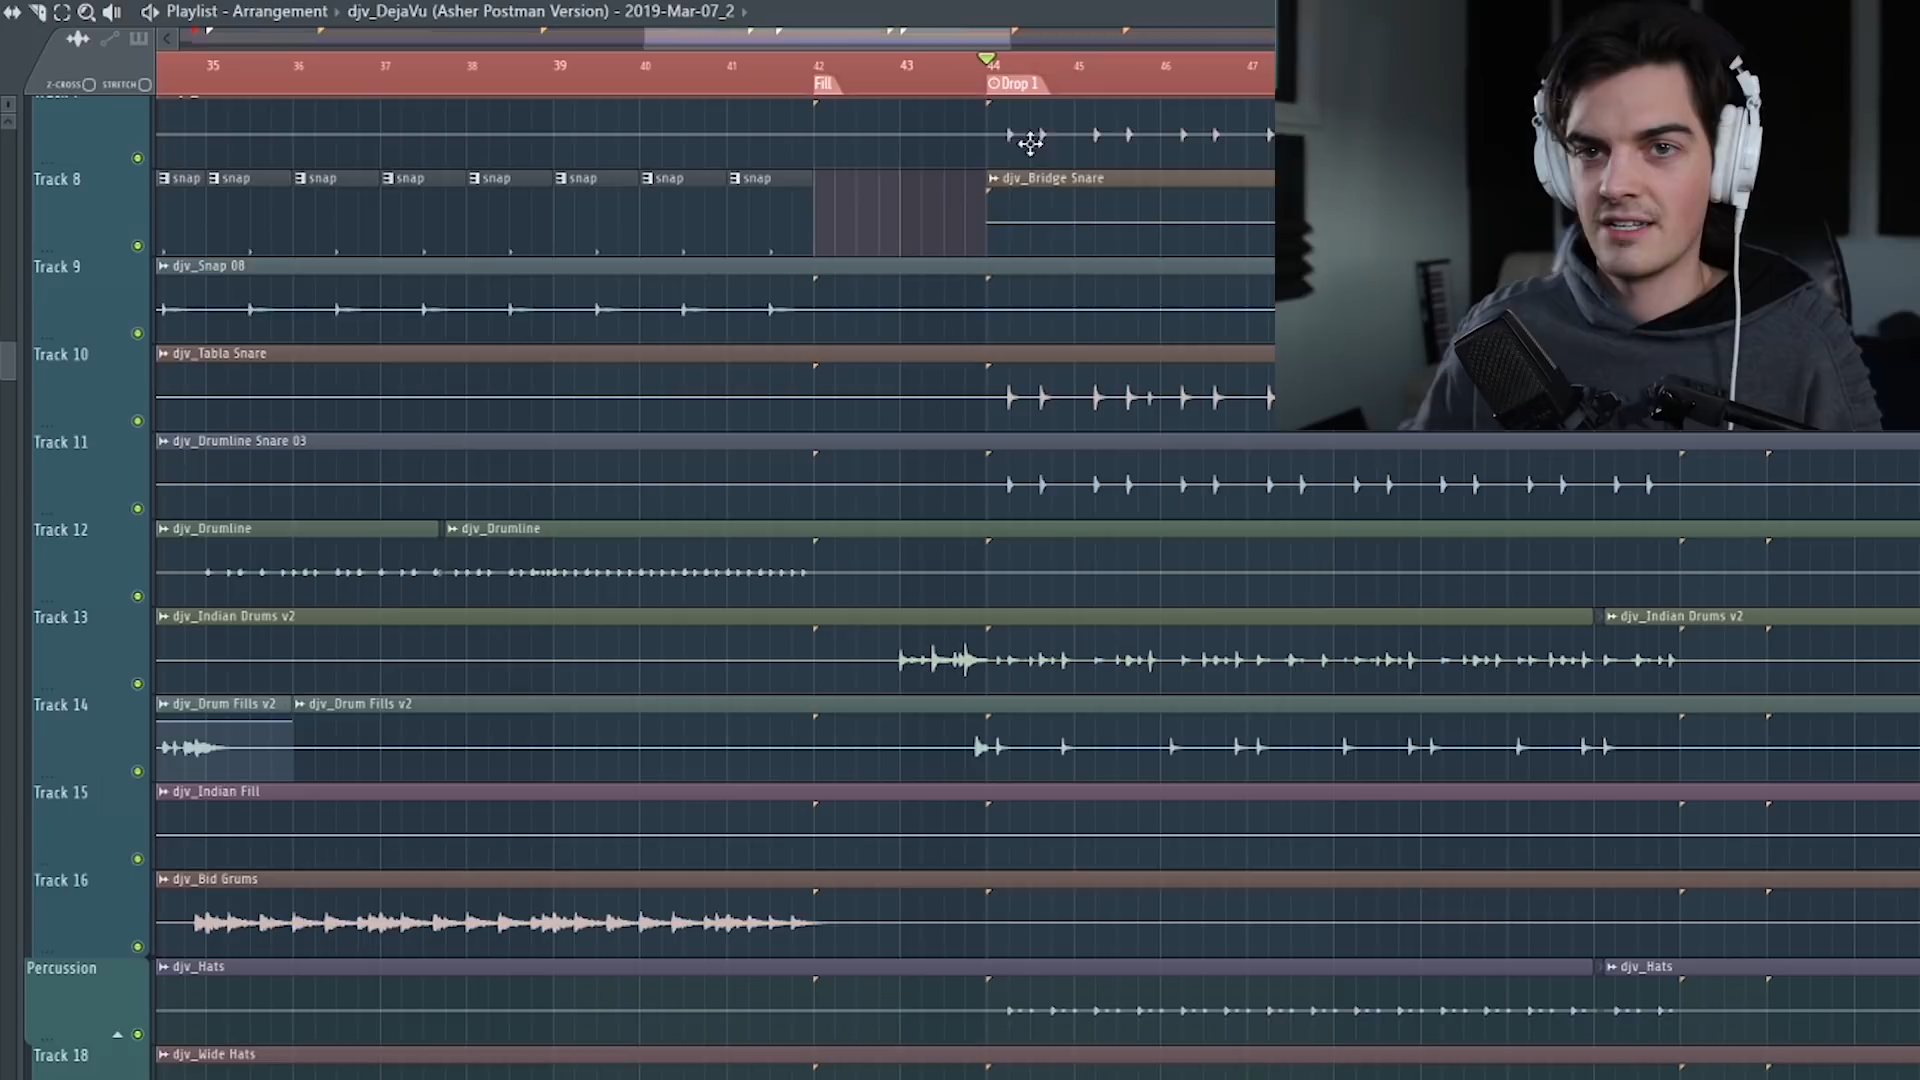 Playlist - Arrangement › djv_DejaVu (Asher Postman Version) - 2019-Mar-07_2 ›
Z-CROSS STRETCH
35 36 37 38 39 40 41 42 43 44 45 46 47
Fill Drop 1
Track 8
snap snap snap snap snap snap snap snap djv_Bridge Snare
Track 9
djv_Snap 08
Track 10
djv_Tabla Snare
Track 11
djv_Drumline Snare 03
Track 12
djv_Drumline djv_Drumline
Track 13
djv_Indian Drums v2 djv_Indian Drums v2
Track 14
djv_Drum Fills v2 djv_Drum Fills v2
Track 15
djv_Indian Fill
Track 16
djv_Bid Grums
Percussion
djv_Hats djv_Hats
Track 18
djv_Wide Hats